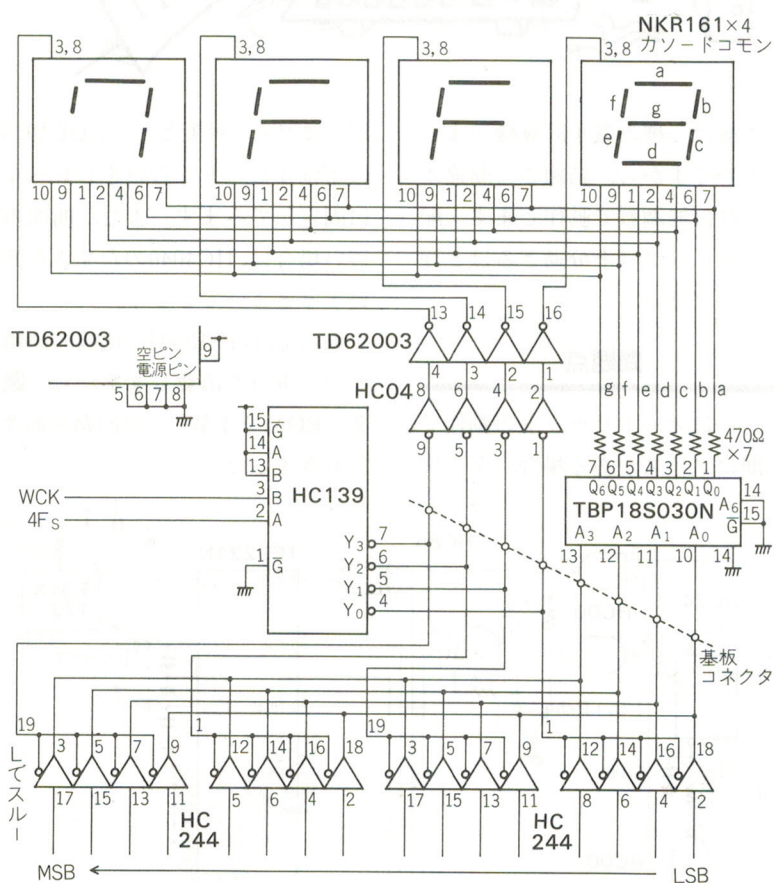 NKR161×4
カソードコモン
3,8
3,8
3,8
3,8
a
f
g
b
e
d
c
10 9 1 2 4 6 7
10 9 1 2 4 6 7
10 9 1 2 4 6 7
10 9 1 2 4 6 7
13 14 15 16
TD62003
空ピン
電源ピン
9
5 6 7 8
TD62003
4 3 2 1
HC04
8 6 4 2
9 5 3 1
g f e d c b a
470Ω
×7
7 6 5 4 3 2 1
Q6 Q5 Q4 Q3 Q2 Q1 Q0
TBP18S030N
A6
G
14
15
A3 A2 A1 A0
13 12 11 10 14
15 G
14 A
13 B
HC139
WCK 3 B
4FS 2 A
1 G
Y3 7
Y2 6
Y1 5
Y0 4
基板
コネクタ
19 3 5 7 9
1 12 14 16 18
19 3 5 7 9
1 12 14 16 18
Lでスルー
17 15 13 11
5 6 4 2
17 15 13 11
8 6 4 2
HC
244
HC
244
MSB
LSB